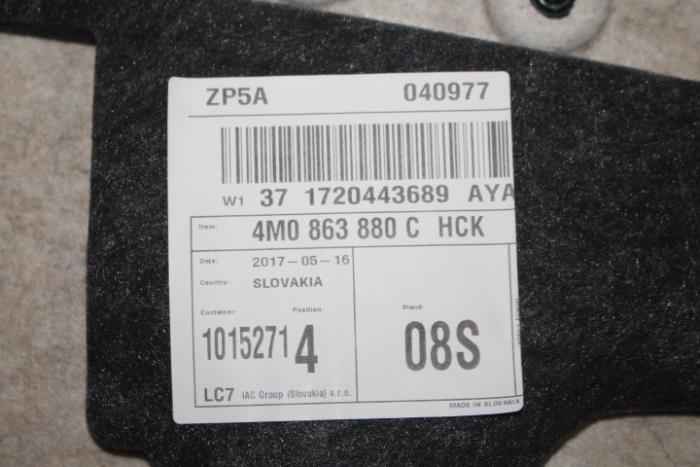 ZP5A 040977
W1 37 1720443689 AYA
Item: 4M0 863 880 C HCK
Date: 2017-05-16
Country: SLOVAKIA
Container: Position: Stand:
1015271 4 08S
LC7 IAC Group (Slovakia) s.r.o.
MADE IN SLOVAKIA